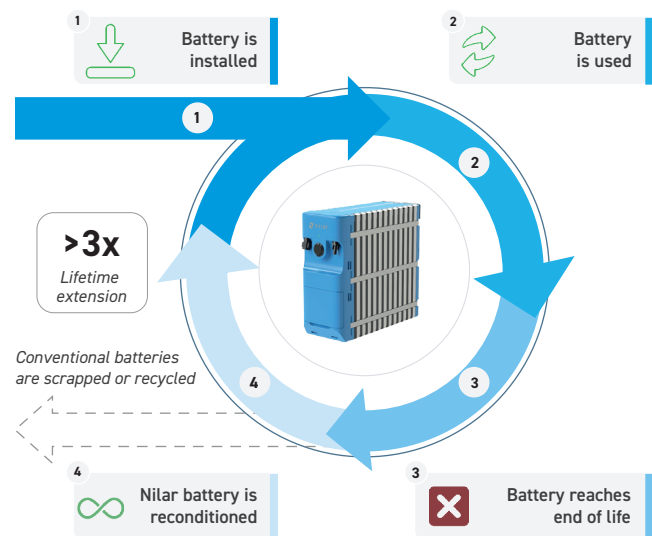 1
Battery is
installed
2
Battery
is used
1
2
>3x
Lifetime
extension
Conventional batteries
are scrapped or recycled
4
3
4
Nilar battery is
reconditioned
3
Battery reaches
end of life